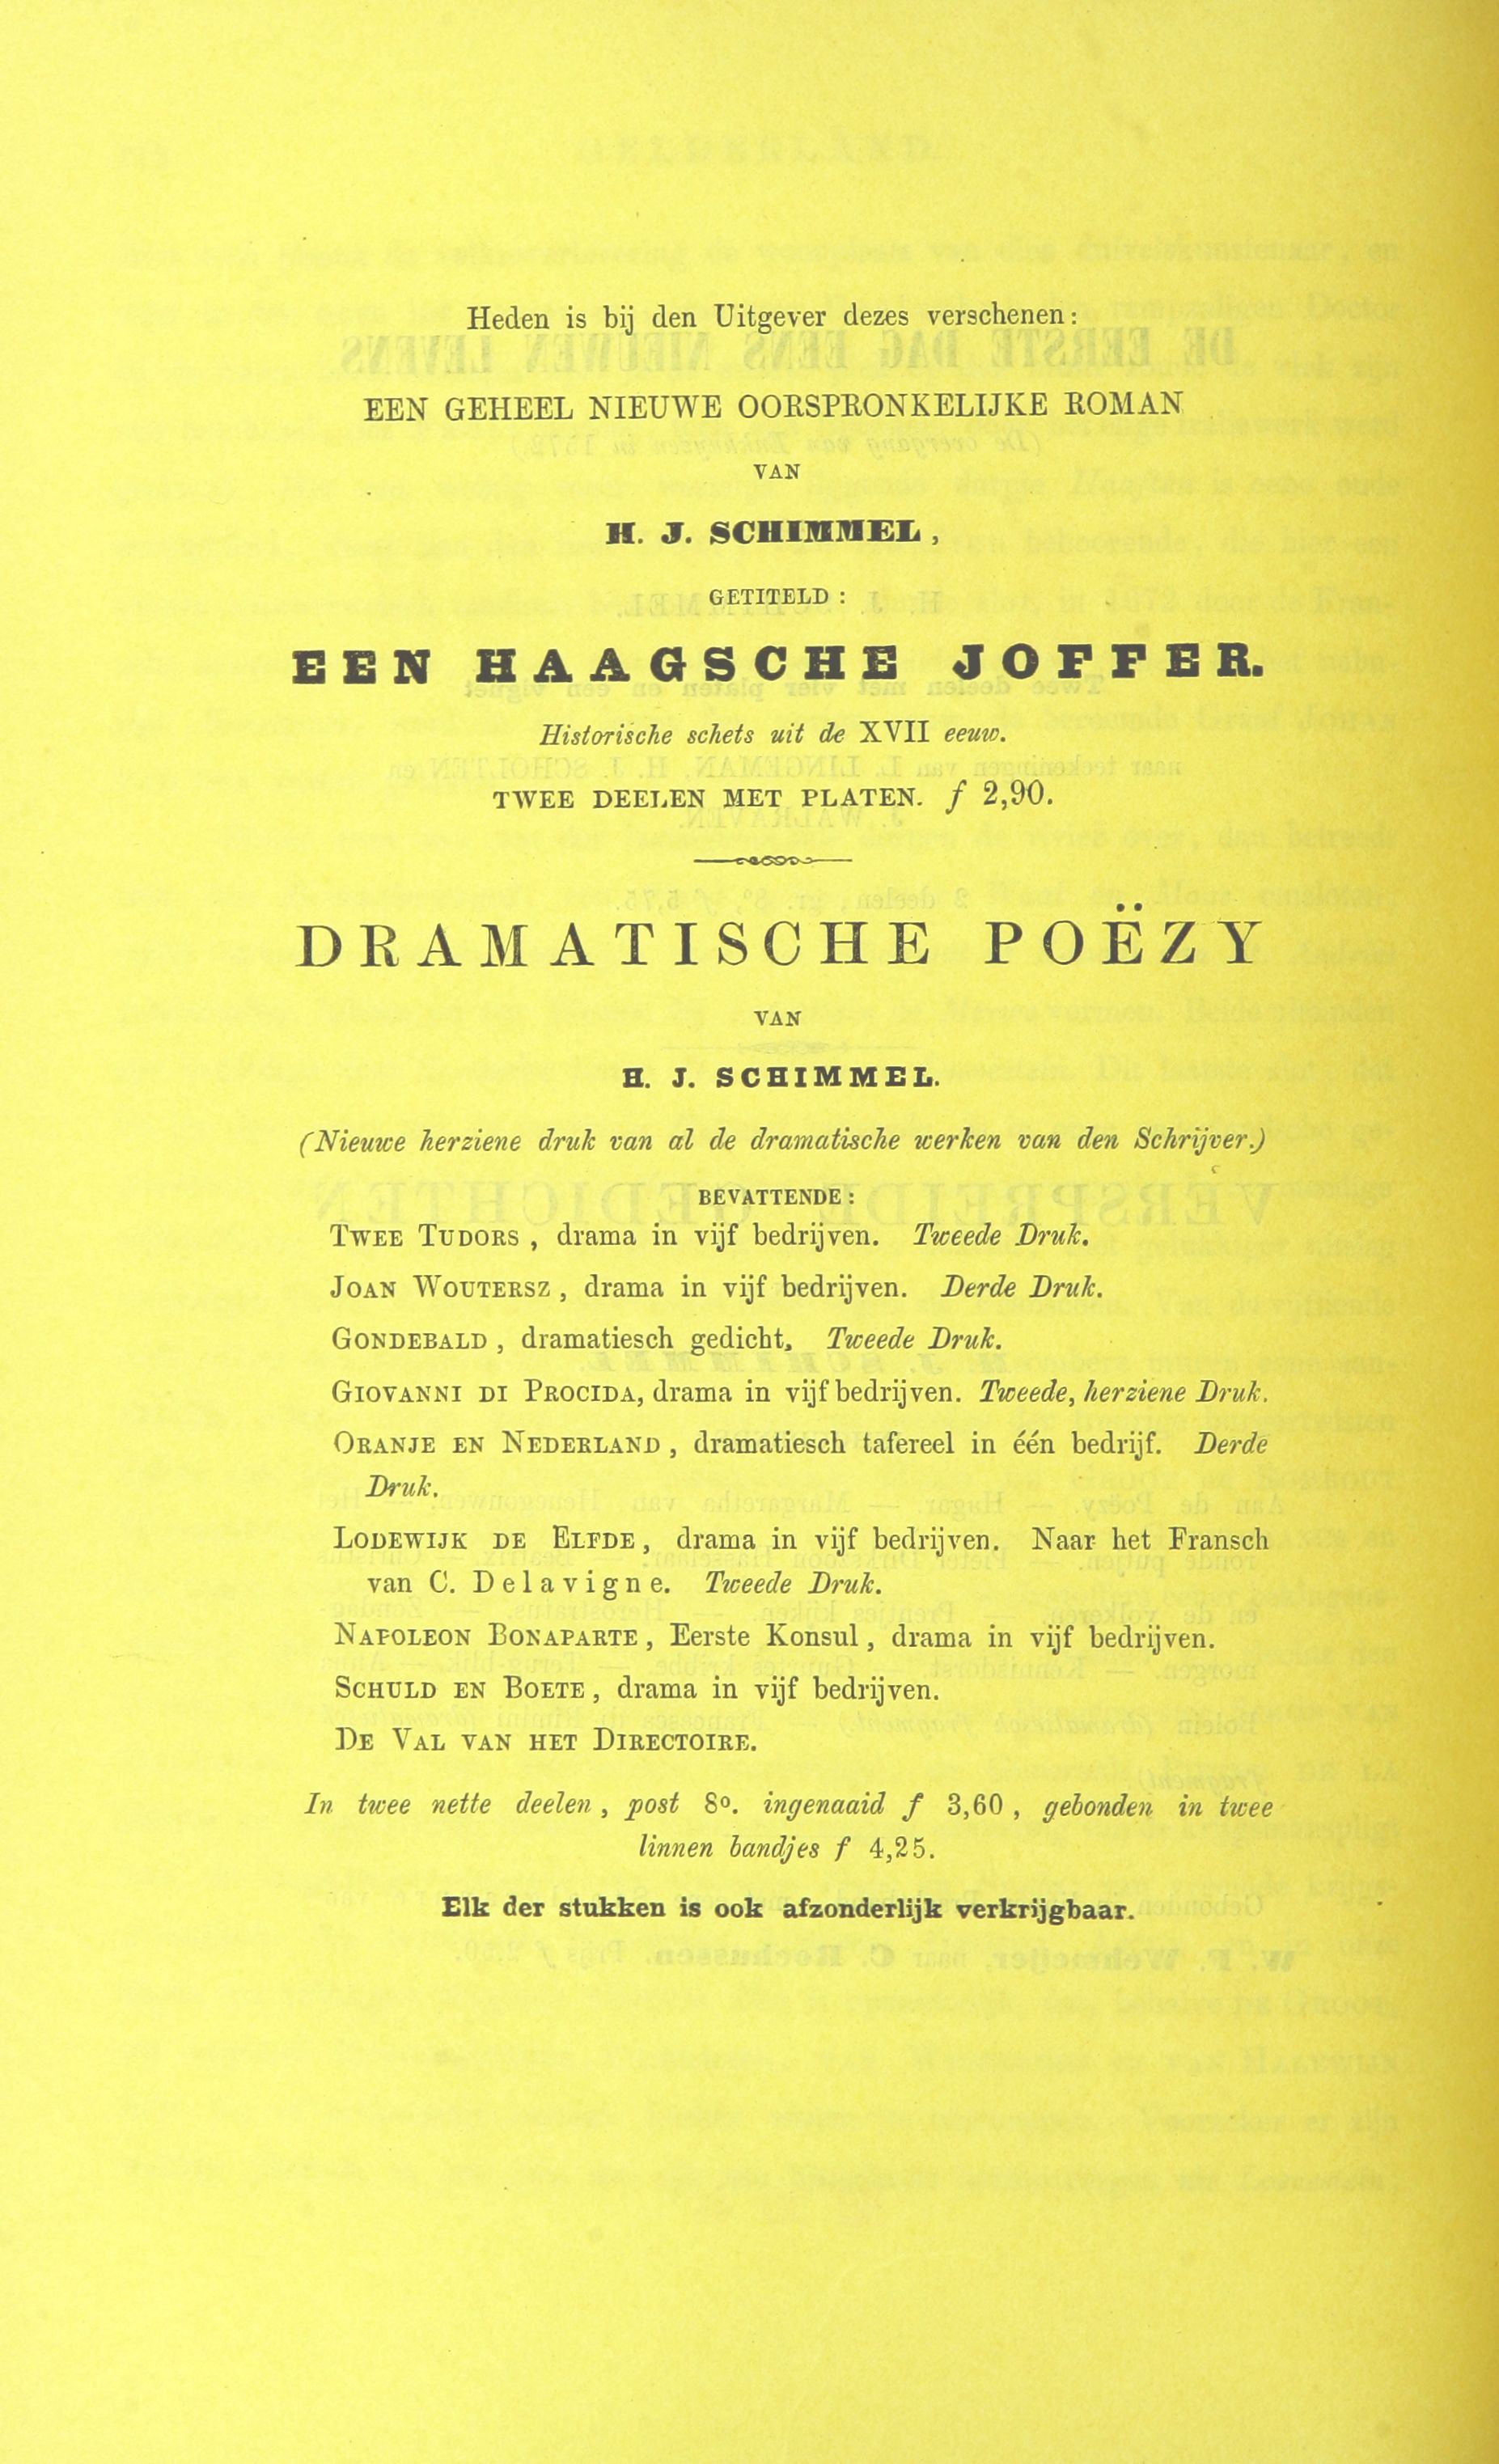 Heden is bij den Uitgever dezes verschenen:
EEN GEHEEL NIEUWE OORSPRONKELIJKE ROMAN
VAN
H. J. SCHIMMEL,
GETITELD:
EEN HAAGSCHE JOFFER.
Historische schets uit de XVII eeuw.
TWEE DEELEN MET PLATEN. f 2,90.
DRAMATISCHE POËZY
VAN
H. J. SCHIMMEL.
(Nieuwe herziene druk van al de dramatische werken van den Schrijver.)
BEVATTENDE:
TWEE TUDORS, drama in vijf bedrijven. Tweede Druk.
JOAN WOUTERSZ, drama in vijf bedrijven. Derde Druk.
GONDEBALD, dramatiesch gedicht. Tweede Druk.
GIOVANNI DI PROCIDA, drama in vijf bedrijven. Tweede, herziene Druk.
ORANJE EN NEDERLAND, dramatiesch tafereel in één bedrijf. Derde
Druk.
LODEWIJK DE ELFDE, drama in vijf bedrijven. Naar het Fransch
van C. Delavigne. Tweede Druk.
NAPOLEON BONAPARTE, Eerste Konsul, drama in vijf bedrijven.
SCHULD EN BOETE, drama in vijf bedrijven.
DE VAL VAN HET DIRECTOIRE.
In twee nette deelen, post 8o. ingenaaid f 3,60, gebonden in twee
linnen bandjes f 4,25.
Elk der stukken is ook afzonderlijk verkrijgbaar.